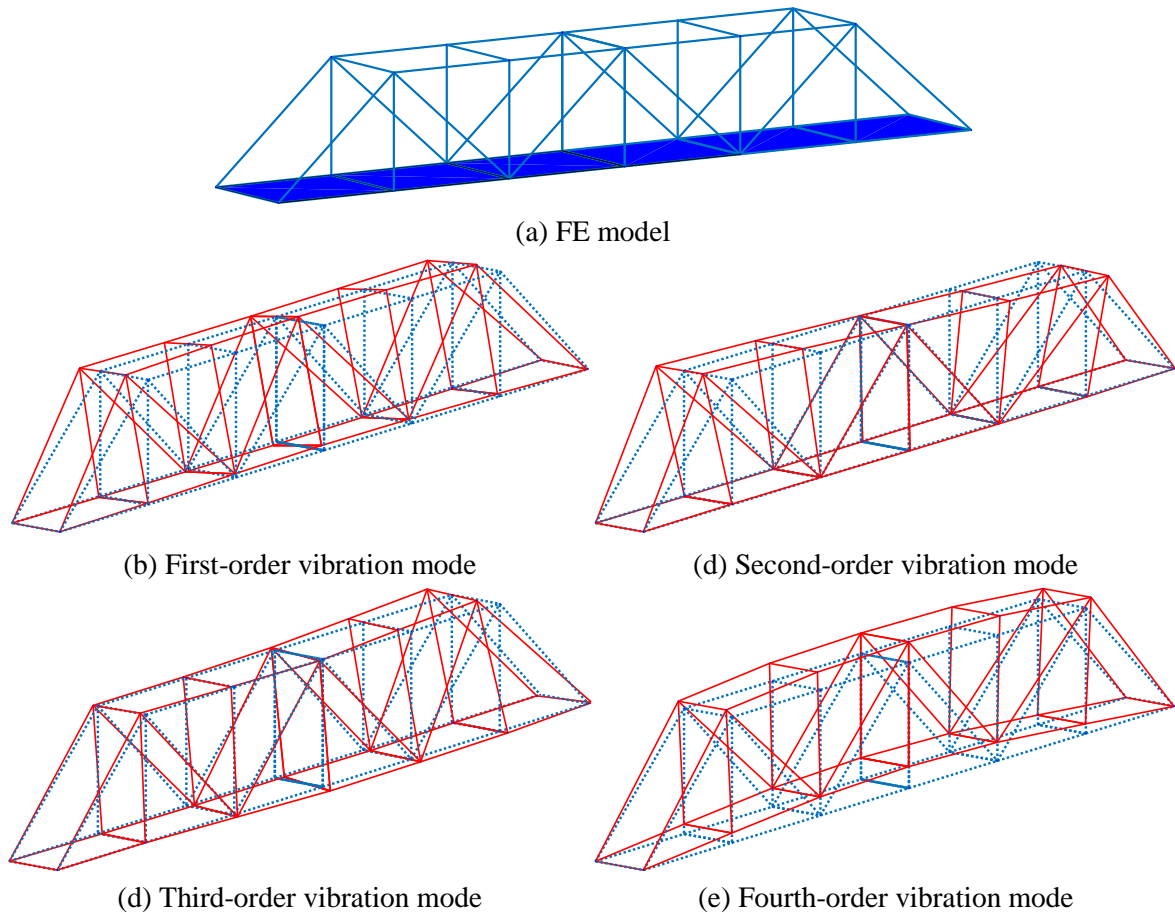 (a) FE model
(b) First-order vibration mode
(d) Second-order vibration mode
(d) Third-order vibration mode
(e) Fourth-order vibration mode